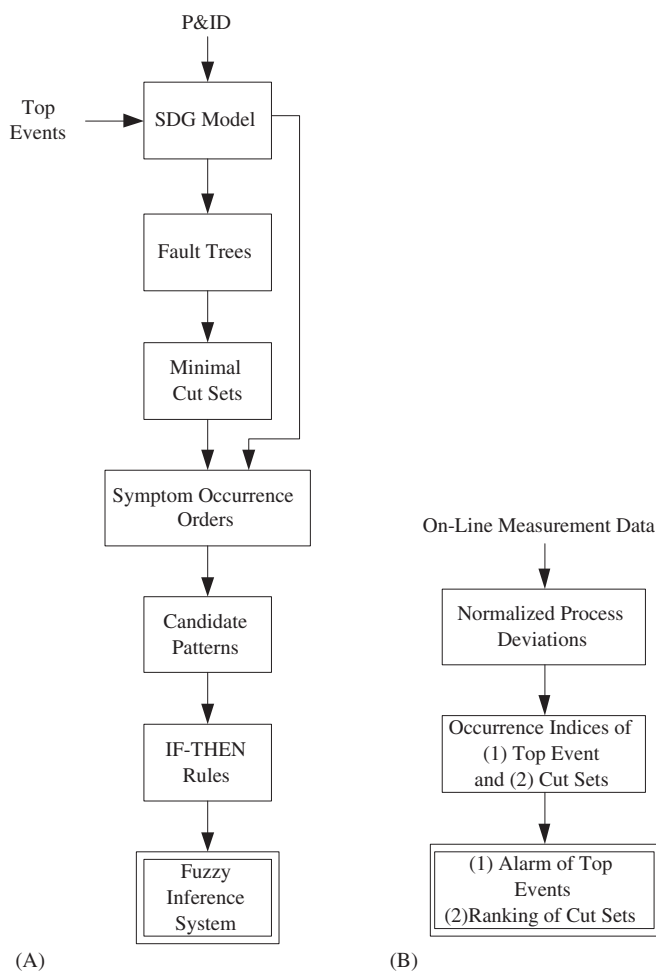 P&ID
Top
Events
SDG Model
Fault Trees
Minimal
Cut Sets
Symptom Occurrence
Orders
Candidate
Patterns
IF-THEN
Rules
Fuzzy
Inference
System
(A)
On-Line Measurement Data
Normalized Process
Deviations
Occurrence Indices of
(1) Top Event
and (2) Cut Sets
(1) Alarm of Top
Events
(2)Ranking of Cut Sets
(B)